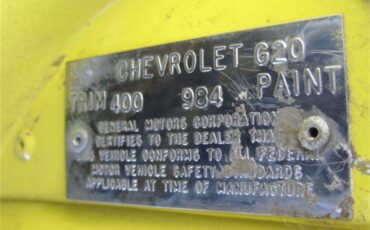 CHEVROLET G20
TRIM 400 984 PAINT
GENERAL MOTORS CORPORATION
CERTIFIES TO THE DEALER THAT
THIS VEHICLE CONFORMS TO ALL FEDERAL
MOTOR VEHICLE SAFETY STANDARDS
APPLICABLE AT TIME OF MANUFACTURE